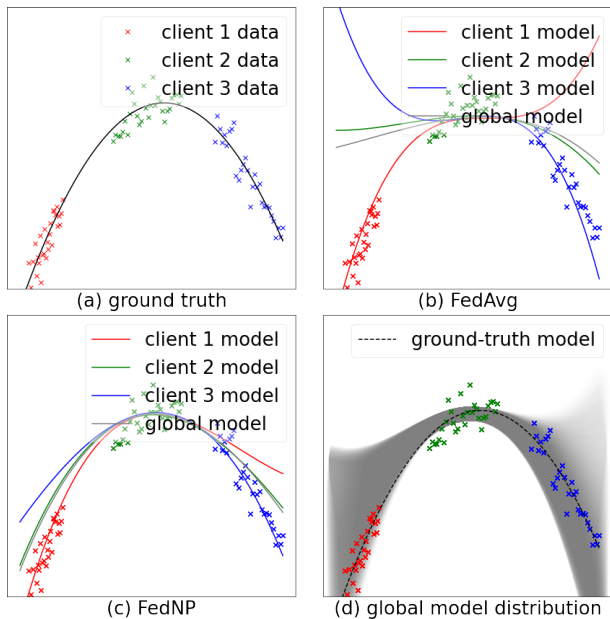 client 1 data
client 2 data
client 3 data
(a) ground truth
client 1 model
client 2 model
client 3 model
global model
(b) FedAvg
client 1 model
client 2 model
client 3 model
global model
(c) FedNP
ground-truth model
(d) global model distribution